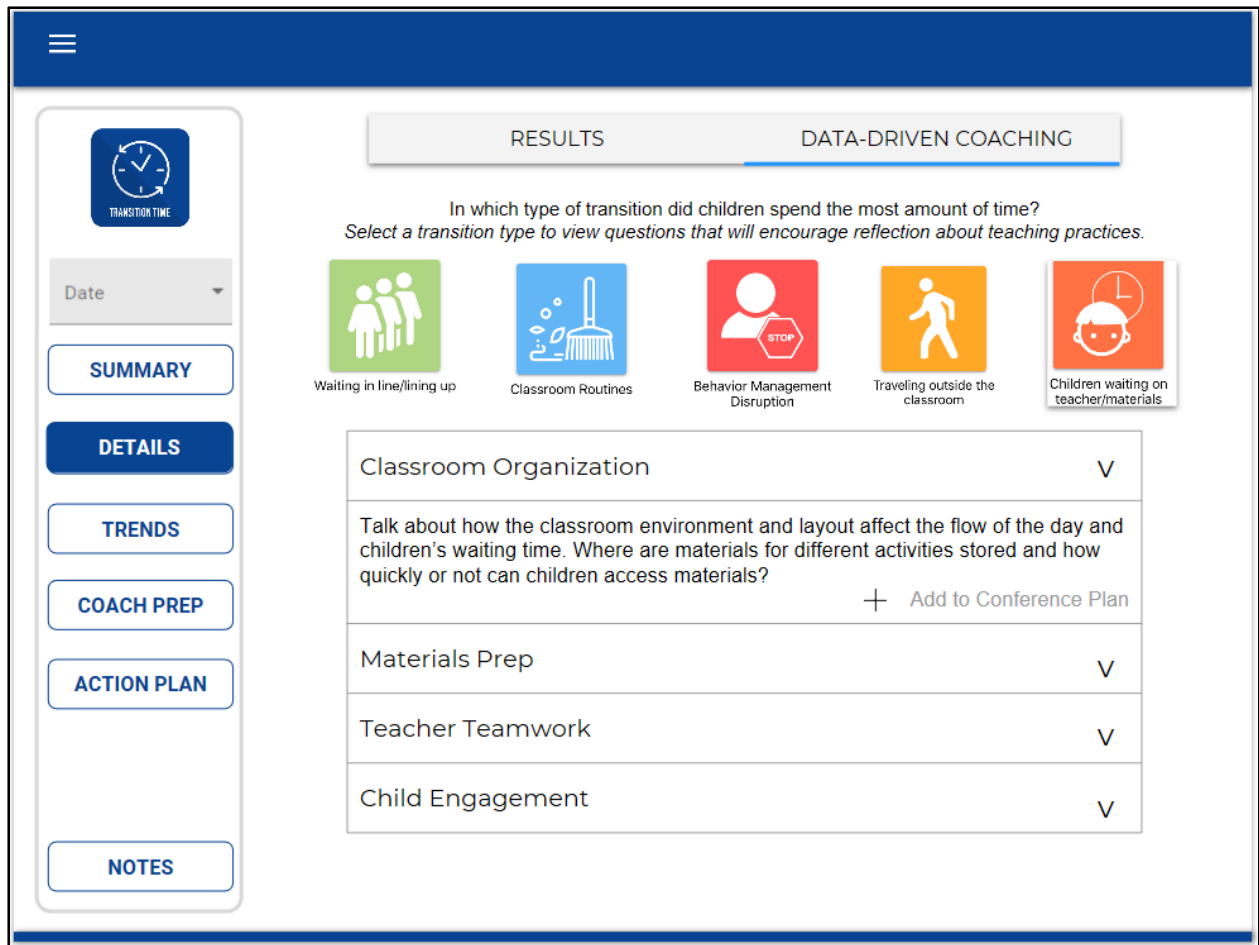 RESULTS
DATA-DRIVEN COACHING
TRANSITION TIME
In which type of transition did children spend the most amount of time?
Select a transition type to view questions that will encourage reflection about teaching practices.
Date
SUMMARY
DETAILS
TRENDS
COACH PREP
ACTION PLAN
NOTES
Waiting in line/lining up
Classroom Routines
STOP
Behavior Management
Disruption
Traveling outside the
classroom
Children waiting on
teacher/materials
Classroom Organization V
Talk about how the classroom environment and layout affect the flow of the day and
children’s waiting time. Where are materials for different activities stored and how
quickly or not can children access materials?
+ Add to Conference Plan
Materials Prep V
Teacher Teamwork V
Child Engagement V